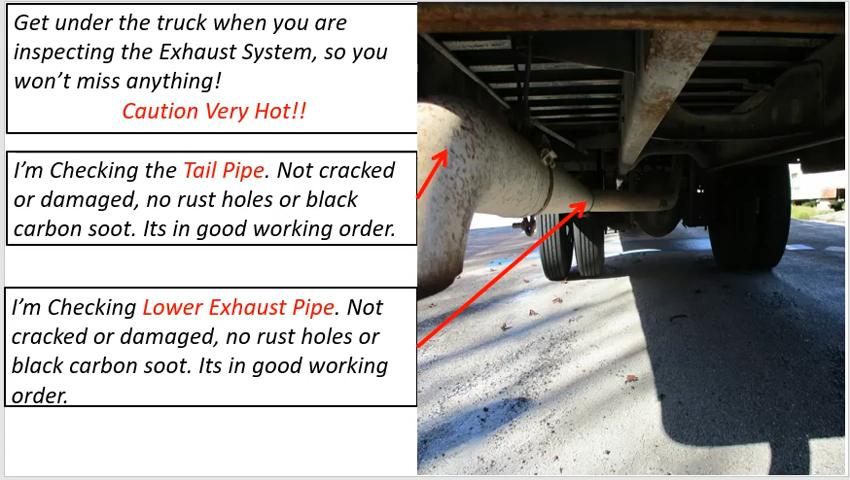 Get under the truck when you are
inspecting the Exhaust System, so you
won't miss anything!
Caution Very Hot!!
I'm Checking the Tail Pipe. Not cracked
or damaged, no rust holes or black
carbon soot. Its in good working order.
I'm Checking Lower Exhaust Pipe. Not
cracked or damaged, no rust holes or
black carbon soot. Its in good working
order.